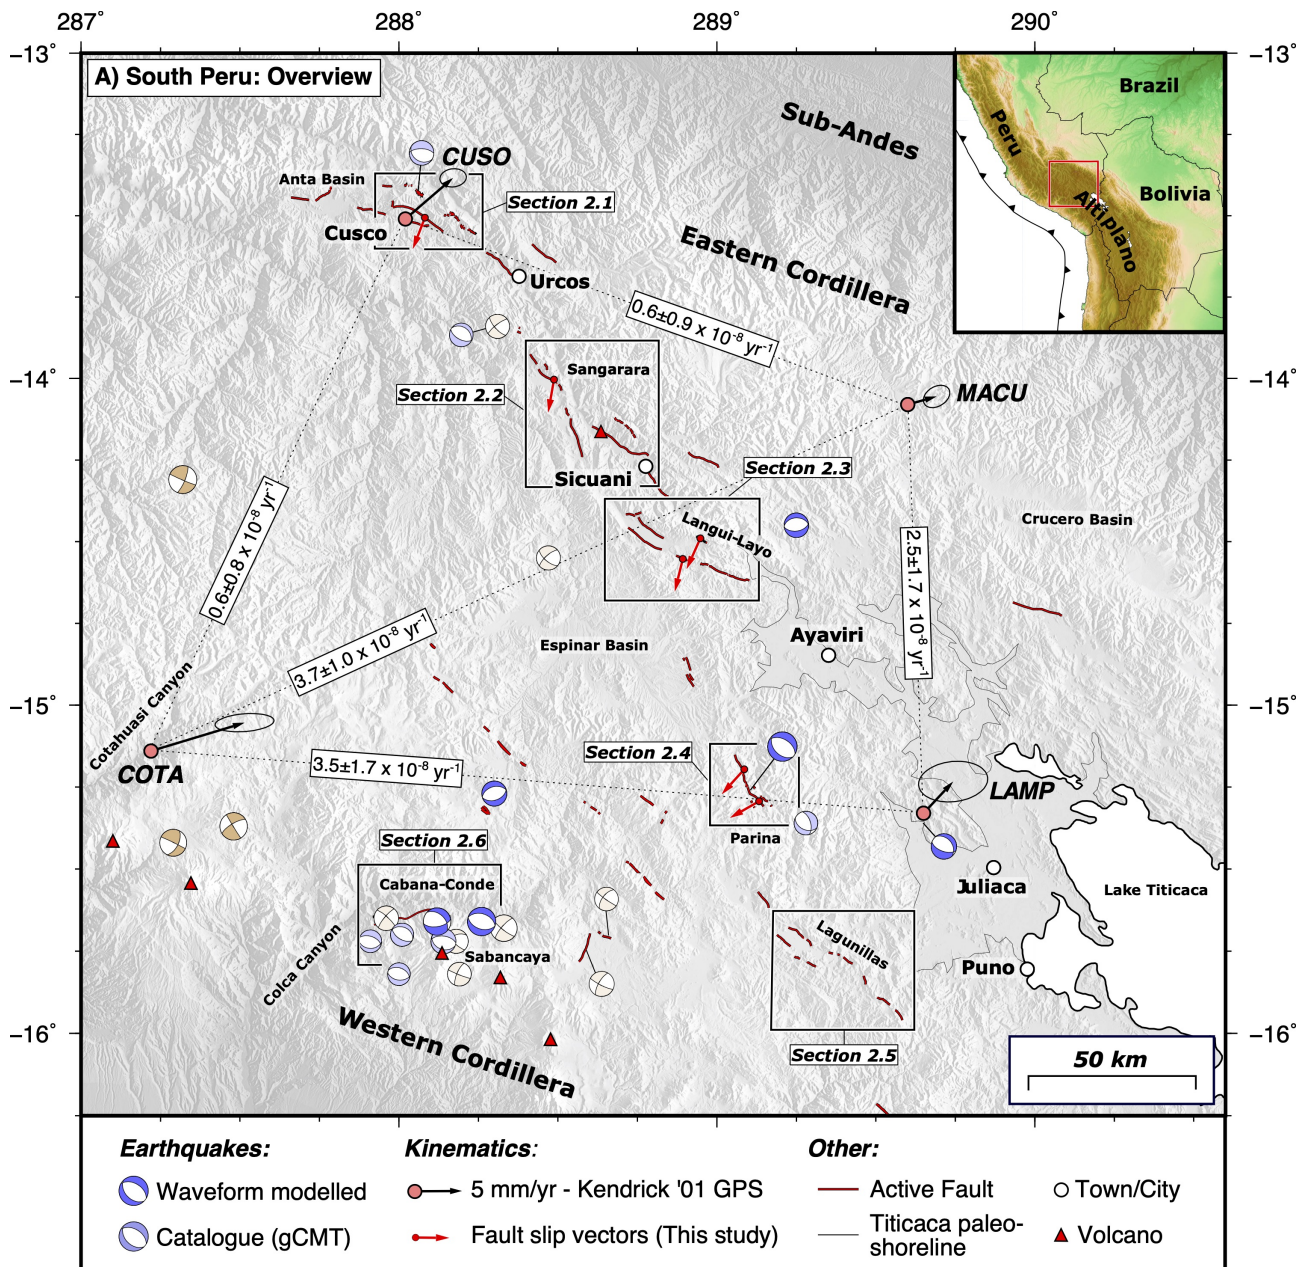 287°
288°
289°
290°
−13°
−13°
A) South Peru: Overview
Brazil
Peru
Bolivia
Altiplano
Sub-Andes
CUSO
Anta Basin
Section 2.1
Cusco
Eastern Cordillera
Urcos
0.6±0.9 x 10⁻⁸ yr⁻¹
−14°
−14°
Sangarara
Section 2.2
MACU
Section 2.3
Sicuani
Langui-Layo
Crucero Basin
0.6±0.8 x 10⁻⁸ yr⁻¹
2.5±1.7 x 10⁻⁸ yr⁻¹
Ayaviri
Espinar Basin
3.7±1.0 x 10⁻⁸ yr⁻¹
Cotahuasi Canyon
−15°
−15°
COTA
3.5±1.7 x 10⁻⁸ yr⁻¹
Section 2.4
LAMP
Parina
Section 2.6
Cabana-Conde
Juliaca
Lake Titicaca
Lagunillas
Colca Canyon
Sabancaya
Puno
−16°
−16°
Western Cordillera
Section 2.5
50 km
Earthquakes:
Kinematics:
Other:
Waveform modelled
5 mm/yr - Kendrick '01 GPS
Active Fault
Town/City
Catalogue (gCMT)
Fault slip vectors (This study)
Titicaca paleo-
shoreline
Volcano